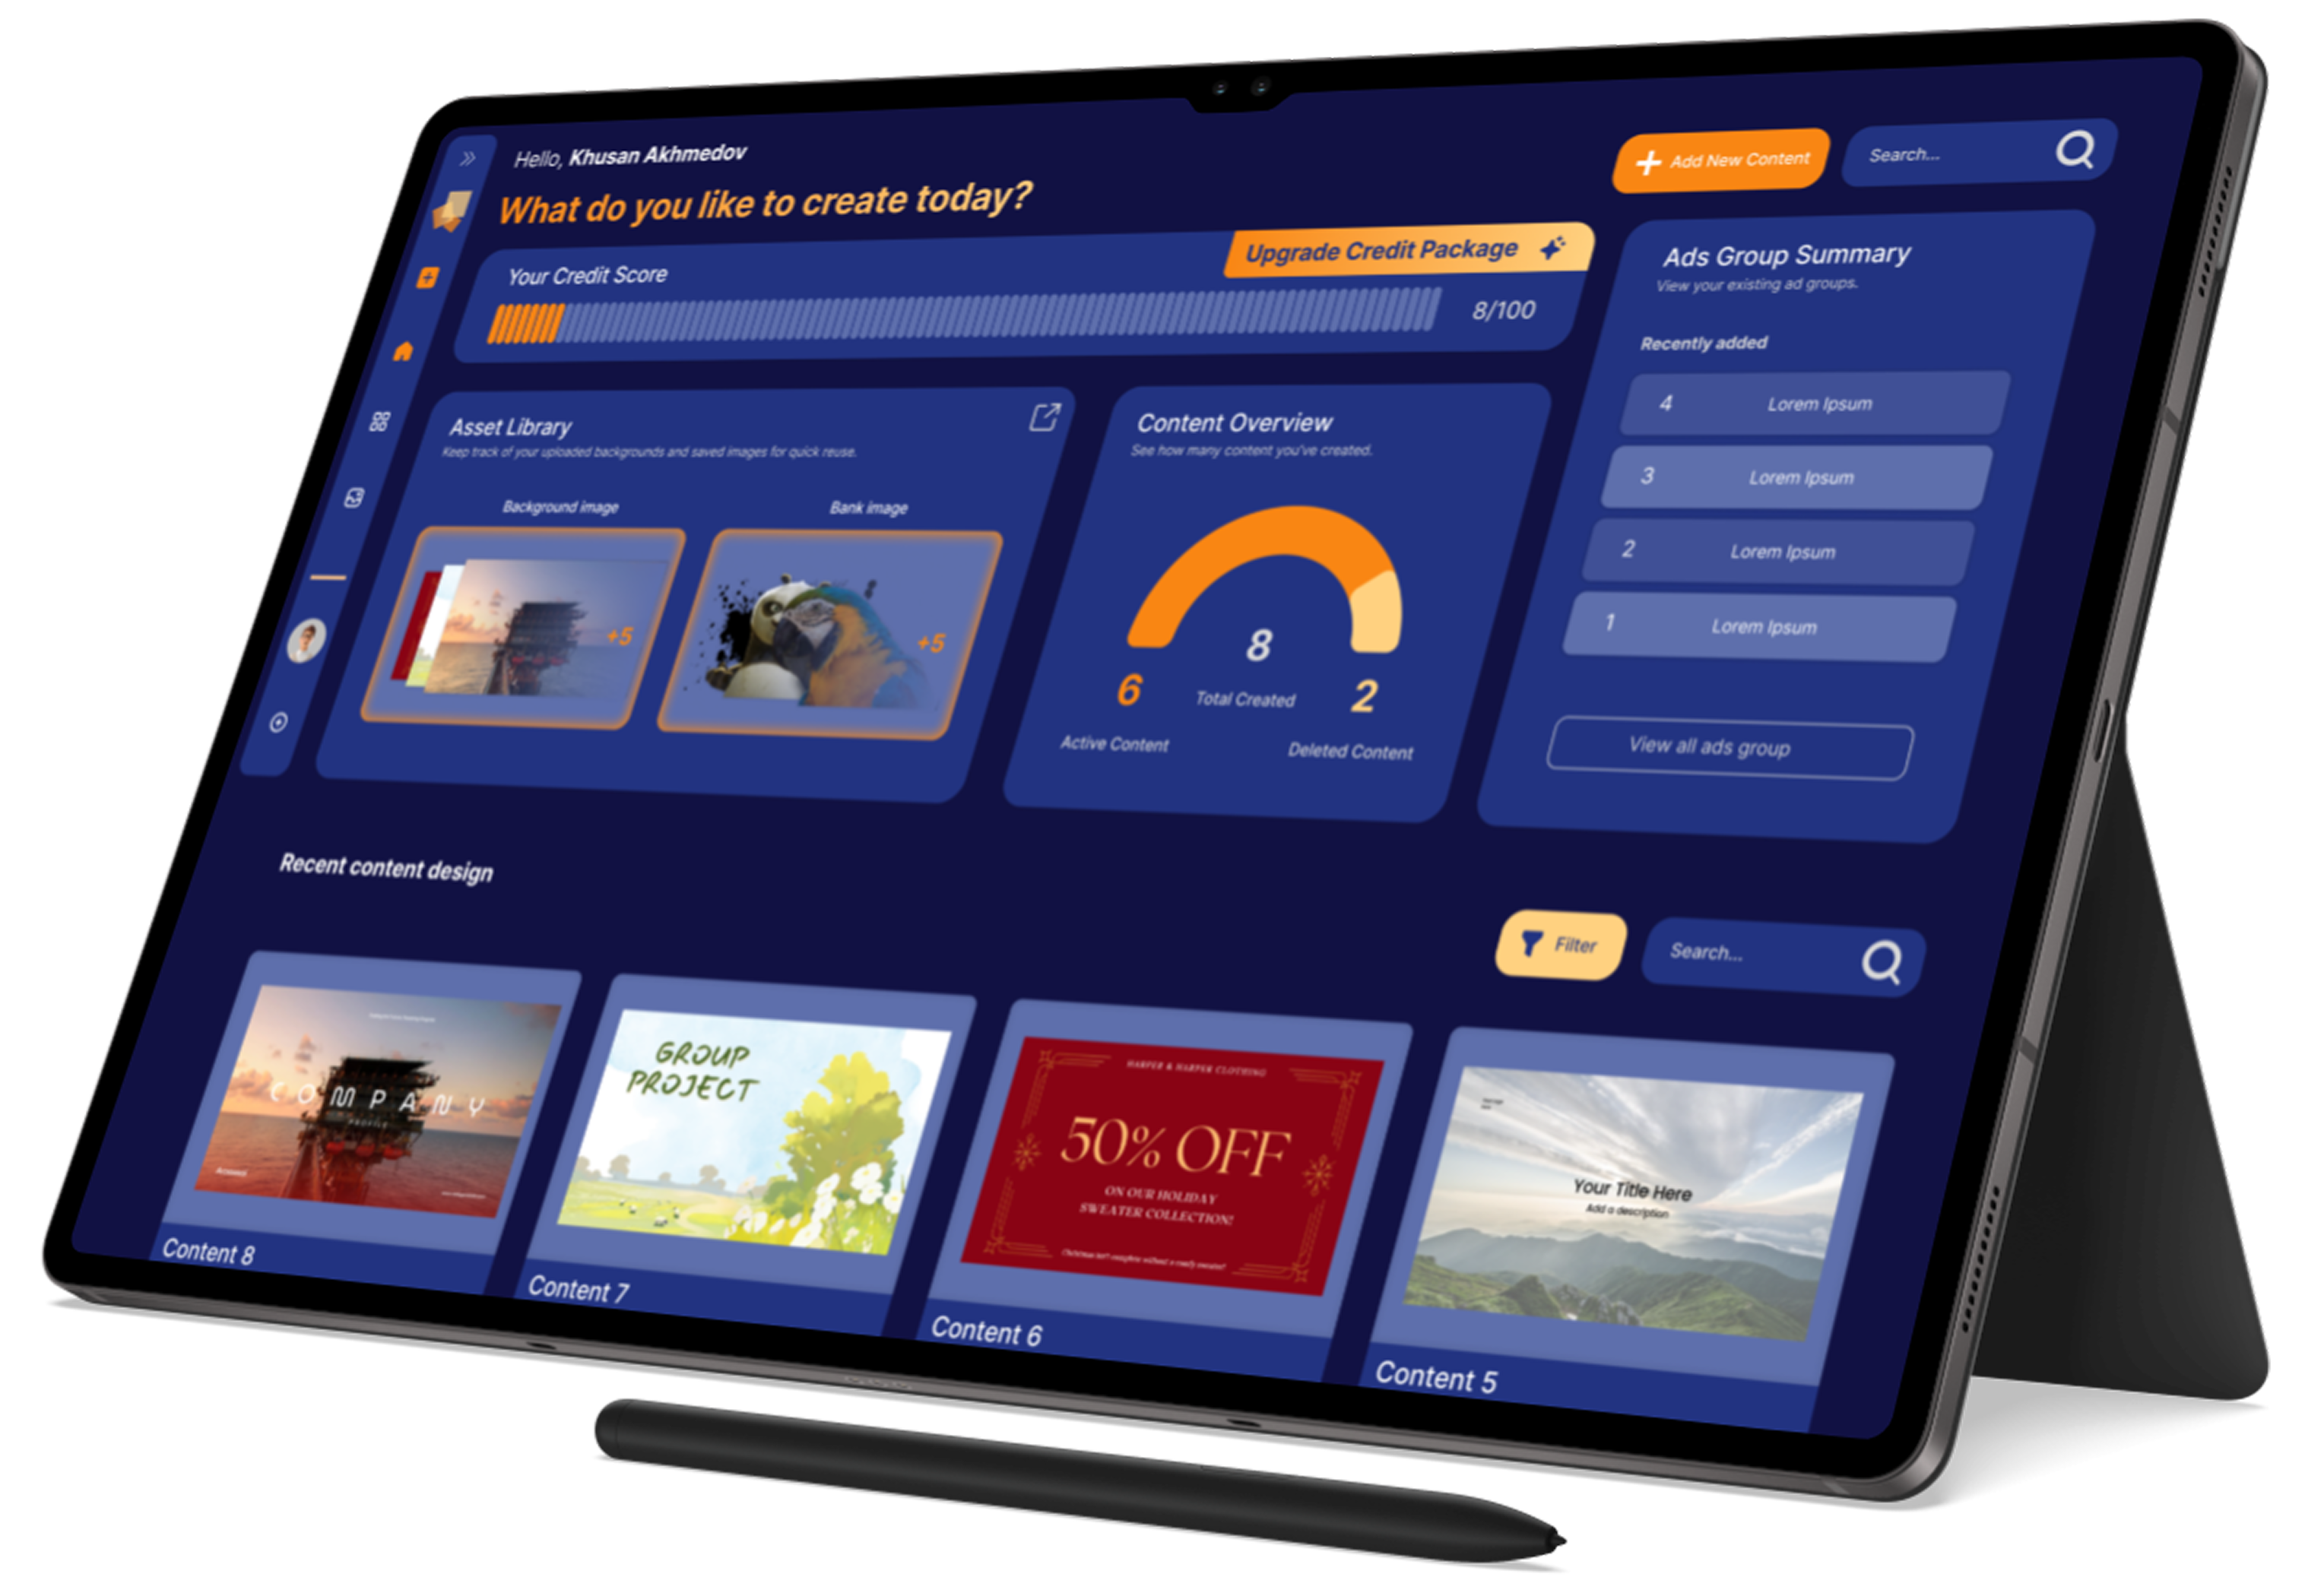 Hello, Khusan Akhmedov
What do you like to create today?
+ Add New Content
Search...
Your Credit Score
Upgrade Credit Package
8/100
Asset Library
Keep track of your uploaded backgrounds and saved images for quick reuse.
Background image
Bank image
+5
+5
Content Overview
See how many content you've created.
8
6
Total Created
2
Active Content
Deleted Content
Ads Group Summary
View your existing ad groups.
Recently added
4 Lorem Ipsum
3 Lorem Ipsum
2 Lorem Ipsum
1 Lorem Ipsum
View all ads group
Recent content design
Filter
Search...
COMPANY
PROFILE
Content 8
GROUP
PROJECT
Content 7
HARPER & HARPER CLOTHING
50% OFF
ON OUR HOLIDAY
SWEATER COLLECTION!
Content 6
Your Title Here
Add a description
Content 5